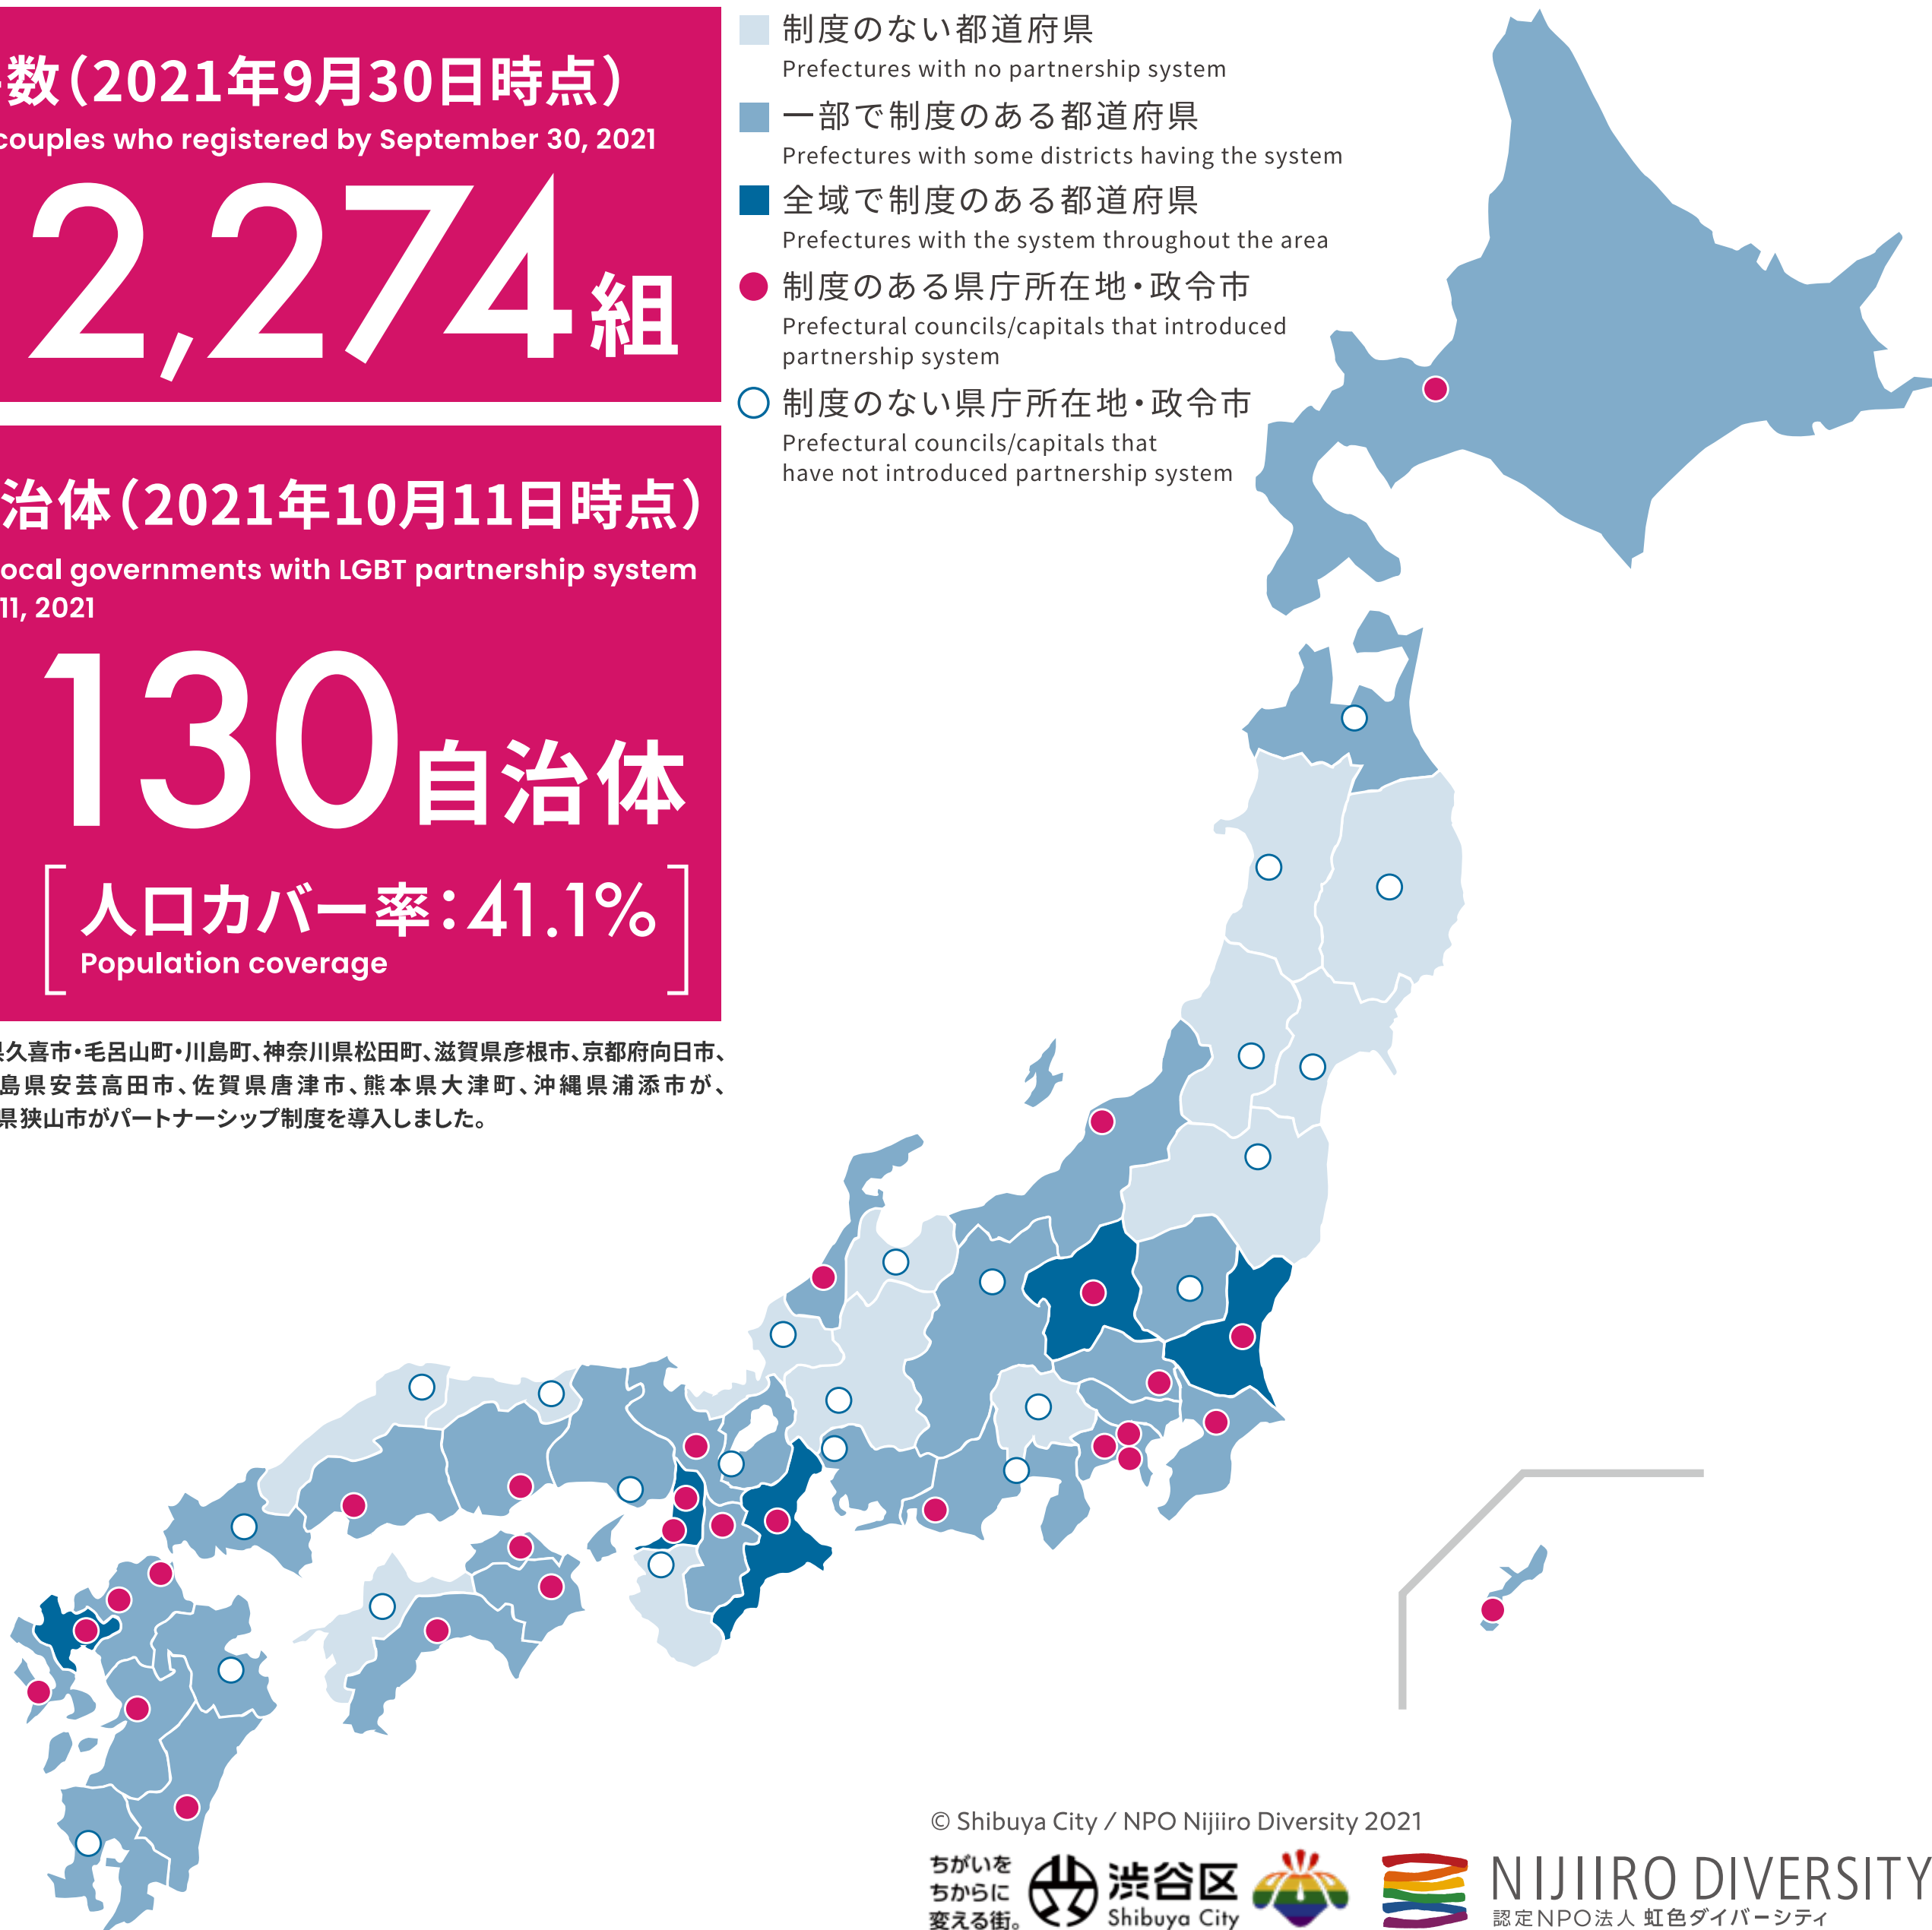 数（2021年9月30日時点）
couples who registered by September 30, 2021
2,274組
治体（2021年10月11日時点）
ocal governments with LGBT partnership system
11, 2021
130自治体
人口カバー率：41.1%
Population coverage
県久喜市・毛呂山町・川島町、神奈川県松田町、滋賀県彦根市、京都府向日市、
島県安芸高田市、佐賀県唐津市、熊本県大津町、沖縄県浦添市が、
県狭山市がパートナーシップ制度を導入しました。
制度のない都道府県
Prefectures with no partnership system
一部で制度のある都道府県
Prefectures with some districts having the system
全域で制度のある都道府県
Prefectures with the system throughout the area
制度のある県庁所在地・政令市
Prefectural councils/capitals that introduced
partnership system
制度のない県庁所在地・政令市
Prefectural councils/capitals that
have not introduced partnership system
© Shibuya City / NPO Nijiiro Diversity 2021
ちがいを
ちからに
変える街。
渋谷区
Shibuya City
NIJIIRO DIVERSITY
認定NPO法人 虹色ダイバーシティ